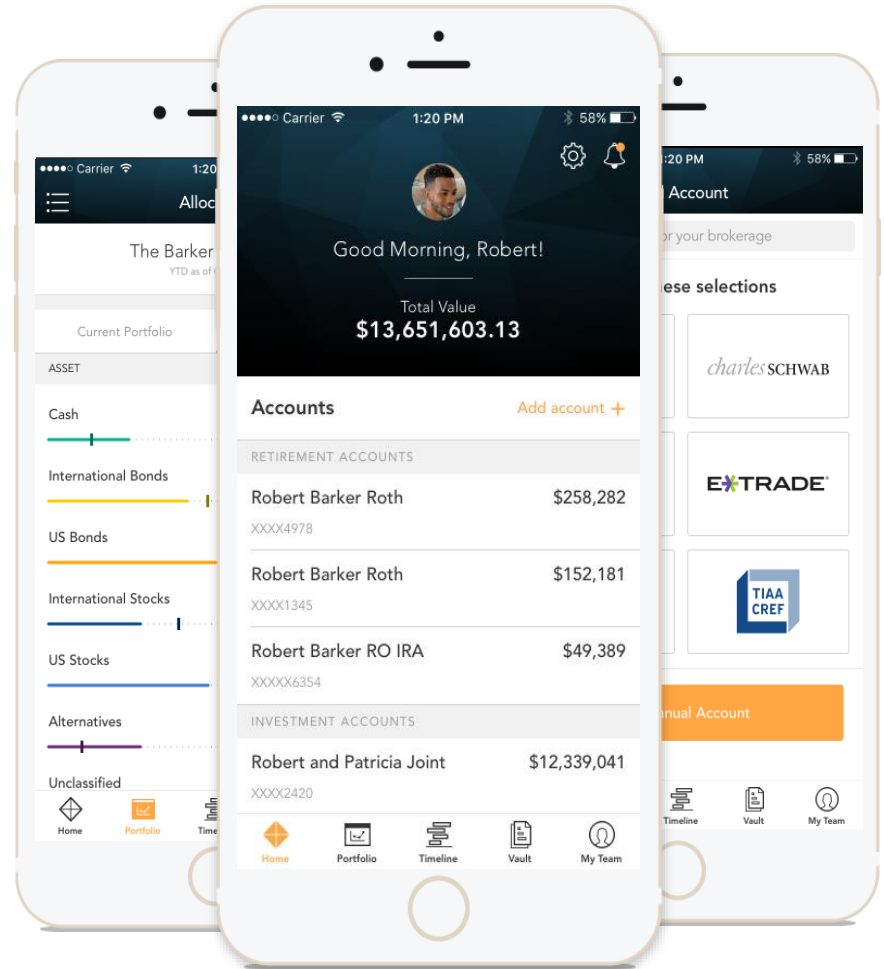 Carrier 1:20
Alloc
The Barker
YTD as of
Current Portfolio
ASSET
Cash
International Bonds
US Bonds
International Stocks
US Stocks
Alternatives
Unclassified
Home Portfolio Time
Carrier 1:20 PM 58%
Good Morning, Robert!
Total Value
$13,651,603.13
Accounts Add account +
RETIREMENT ACCOUNTS
Robert Barker Roth $258,282
XXXX4978
Robert Barker Roth $152,181
XXXX1345
Robert Barker RO IRA $49,389
XXXXX6354
INVESTMENT ACCOUNTS
Robert and Patricia Joint $12,339,041
XXXX2420
Home Portfolio Timeline Vault My Team
:20 PM 58%
Account
or your brokerage
ese selections
charles SCHWAB
E*TRADE®
TIAA
CREF
nual Account
Timeline Vault My Team